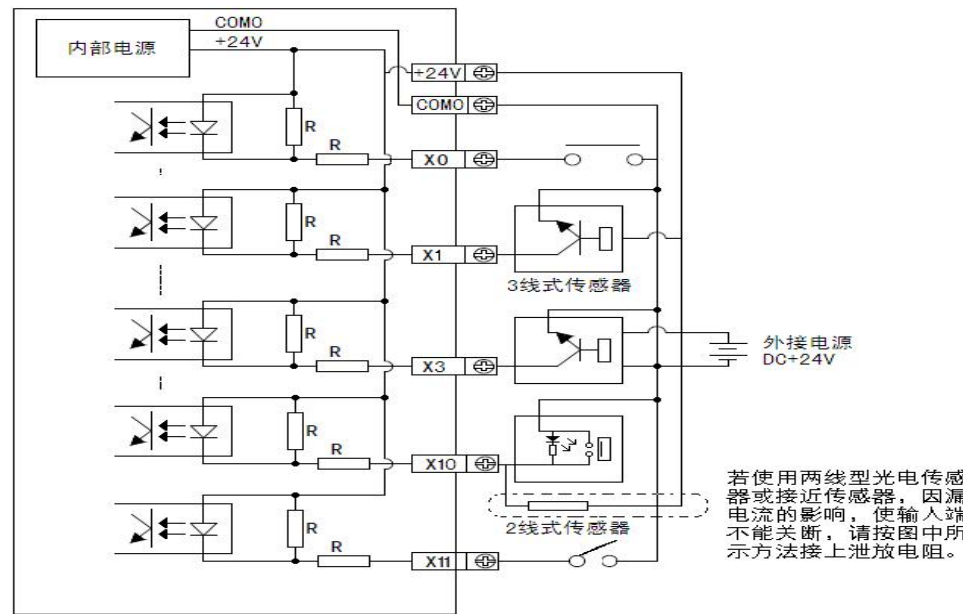 COM0
内部电源
+24V
+24V
COM0
R
R
X0
R
R
X1
3线式传感器
R
R
X3
外接电源
DC+24V
R
R
X10
2线式传感器
若使用两线型光电传感
器或接近传感器，因漏
电流的影响，使输人端
不能关断，请按图中所
示方法接上泄放电阻。
R
R
X11